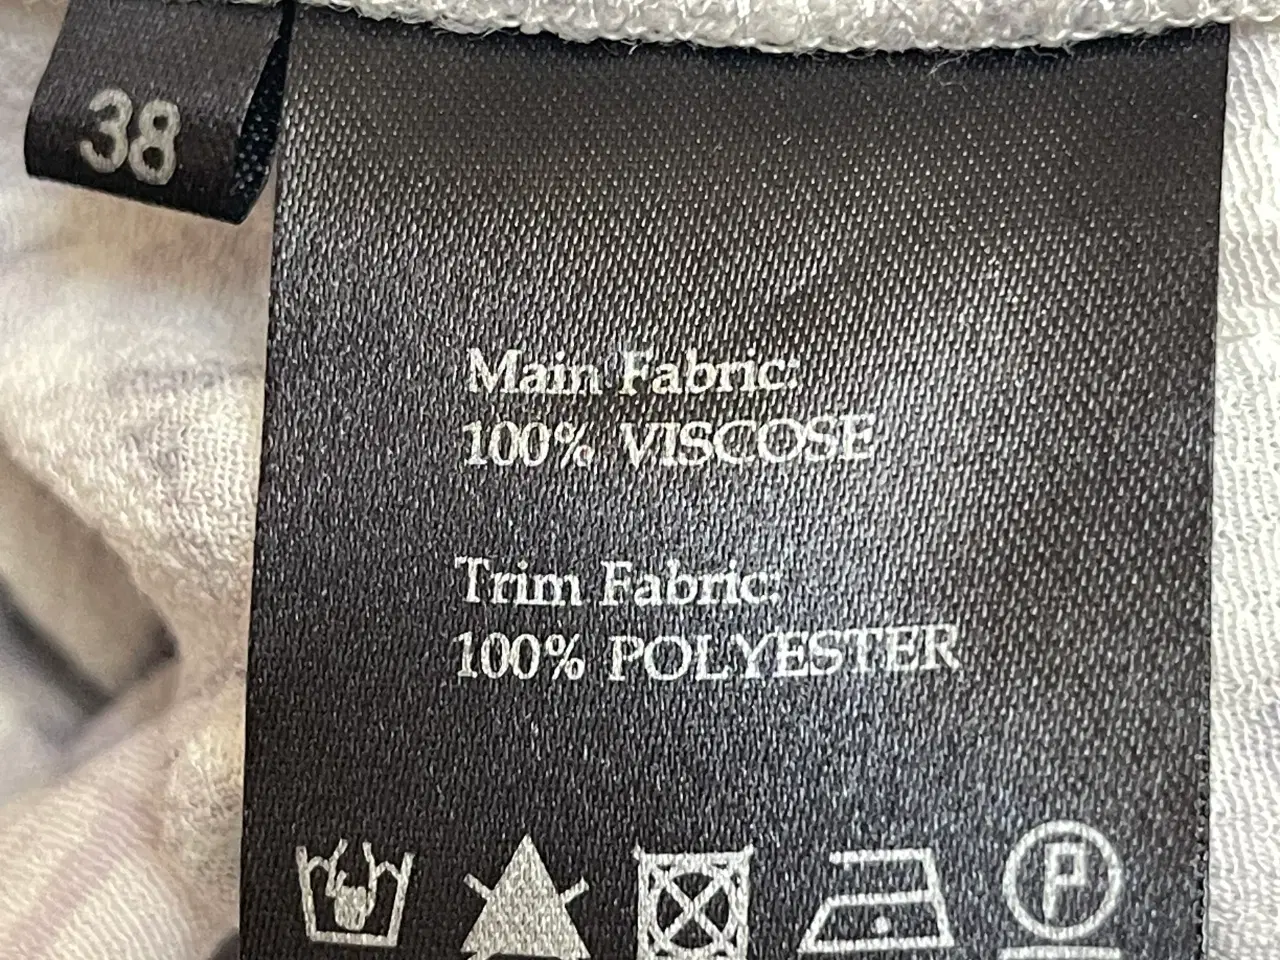 38
Main Fabric:
100% VISCOSE
Trim Fabric:
100% POLYESTER
P